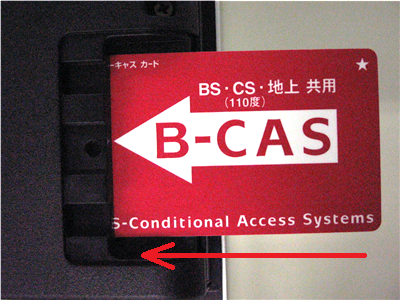 ーキャス カード
BS・CS・地上 共用
(110度)
B-CAS
S-Conditional Access Systems